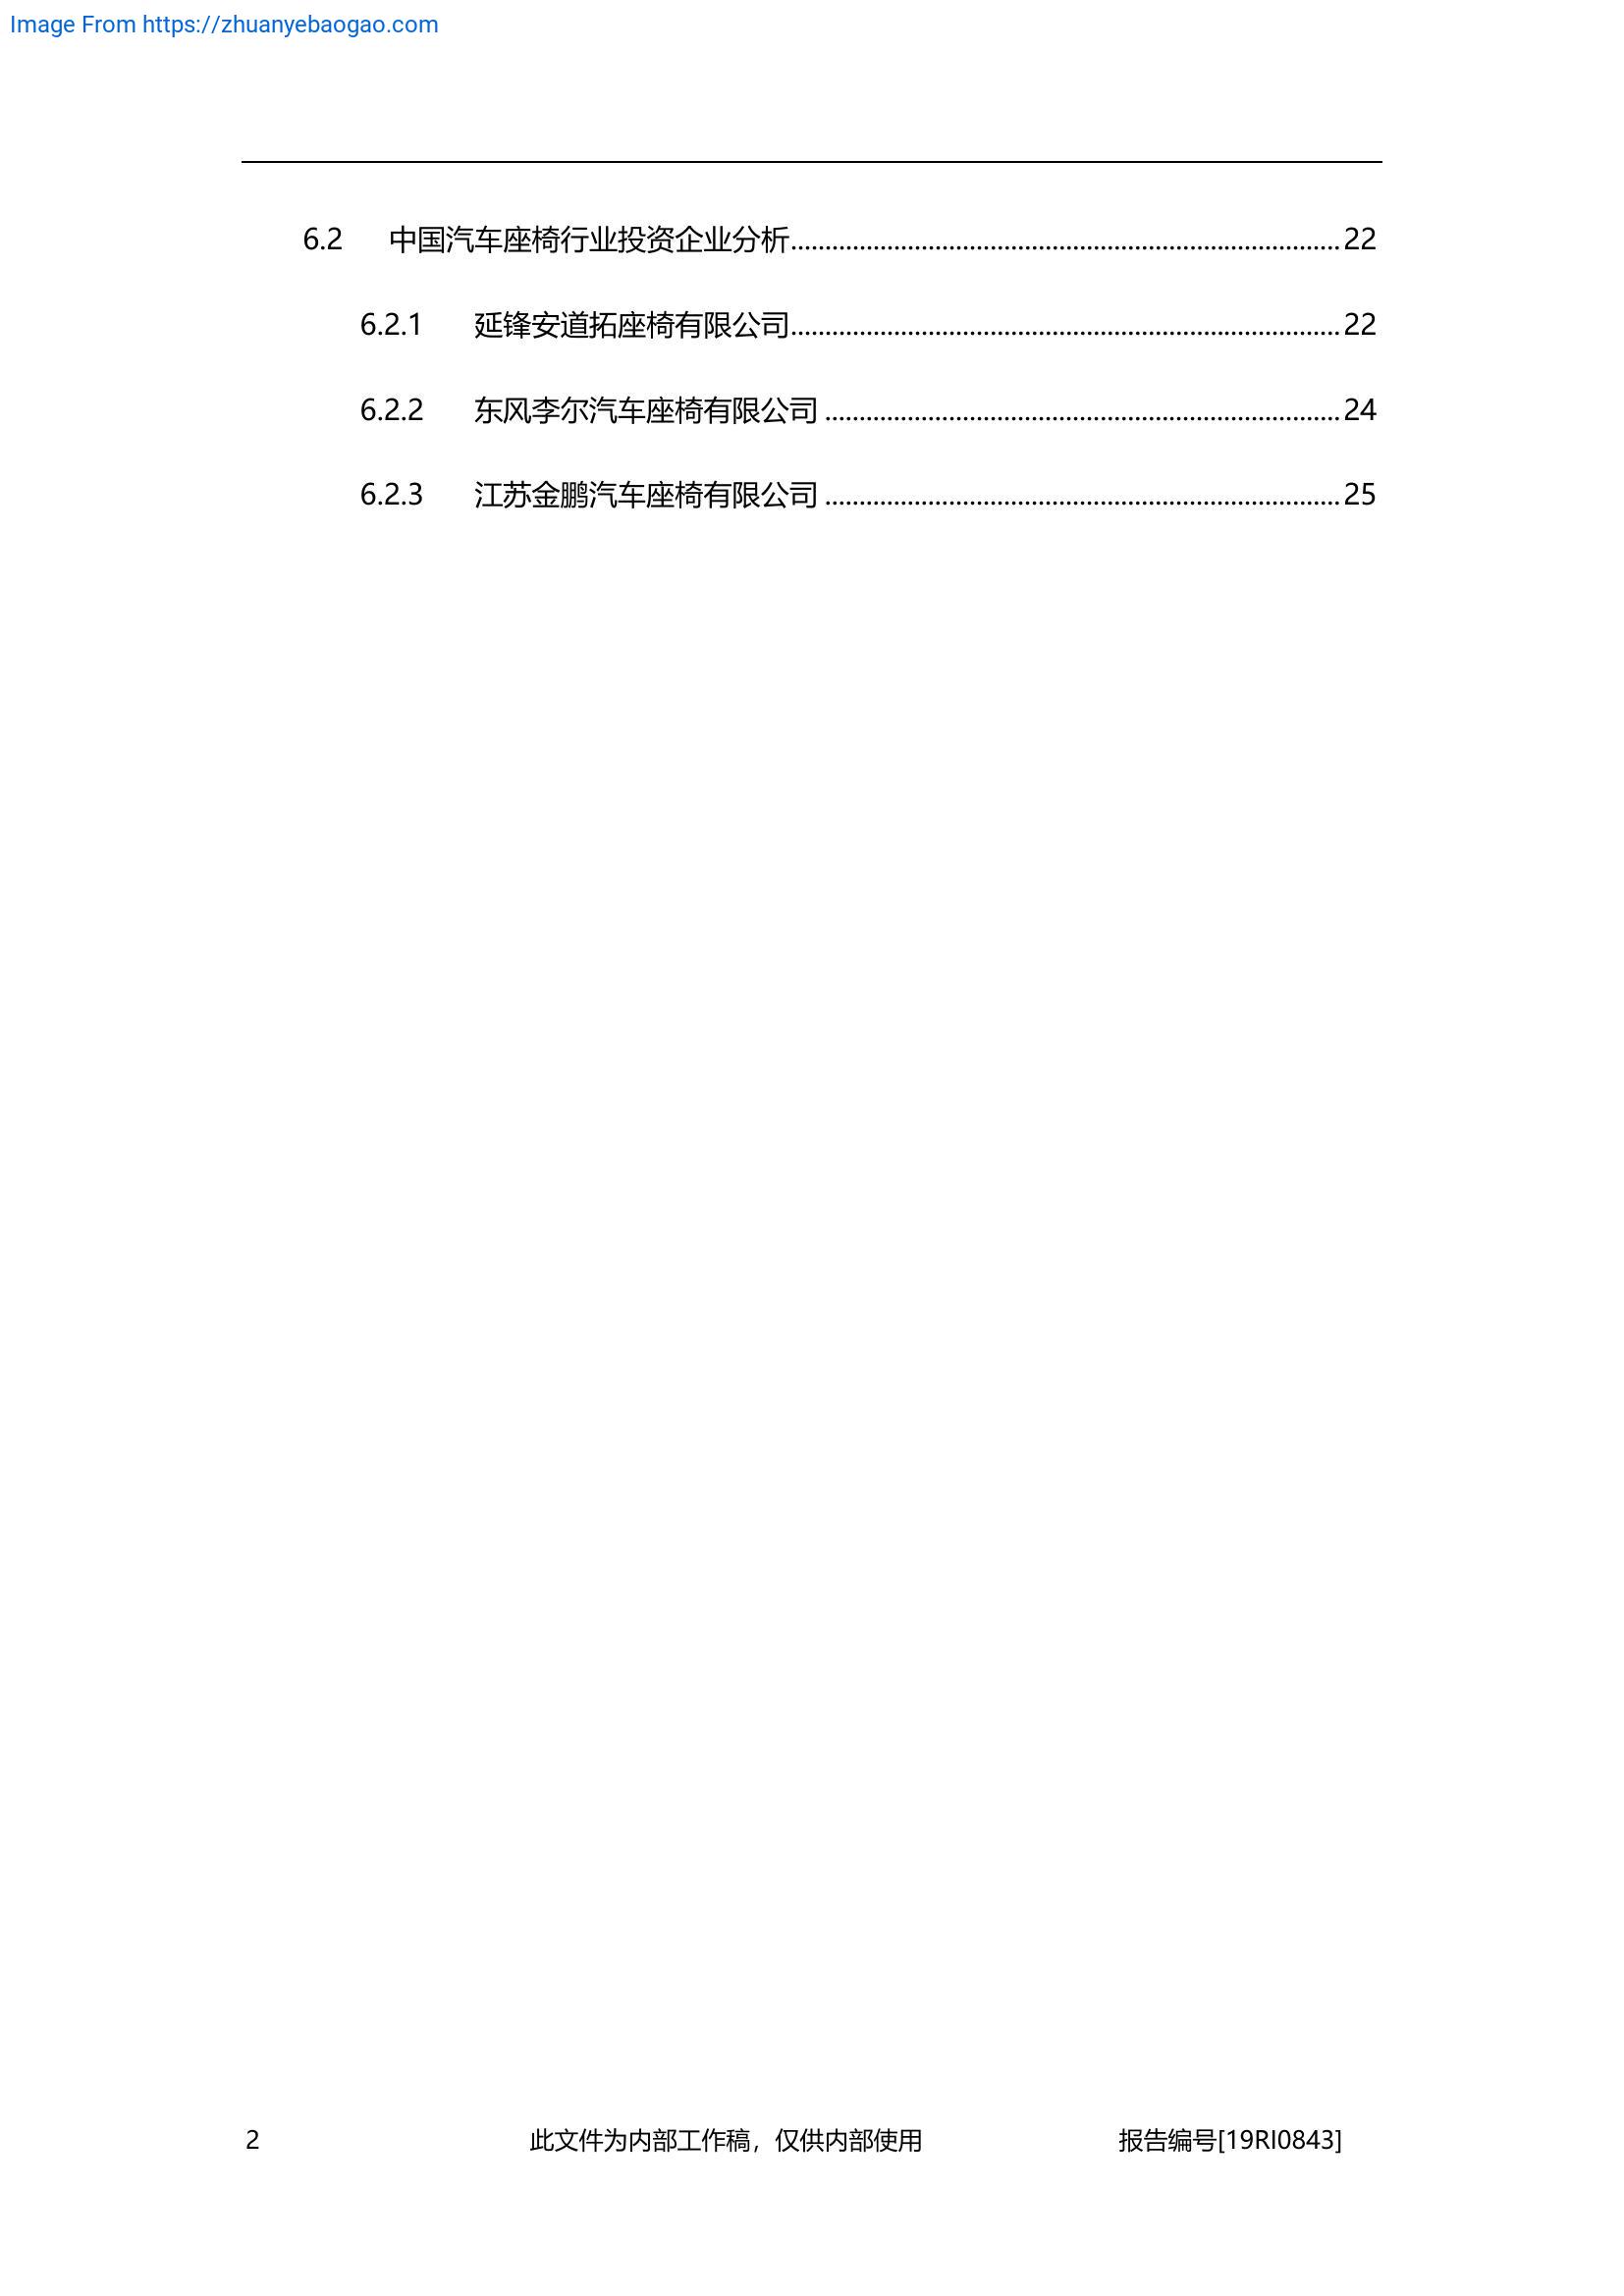 Image From https://zhuanyebaogao.com
6.2 中国汽车座椅行业投资企业分析................................................................................22
6.2.1 延锋安道拓座椅有限公司................................................................................22
6.2.2 东风李尔汽车座椅有限公司 ...........................................................................24
6.2.3 江苏金鹏汽车座椅有限公司 ...........................................................................25
2 此文件为内部工作稿，仅供内部使用 报告编号[19RI0843]